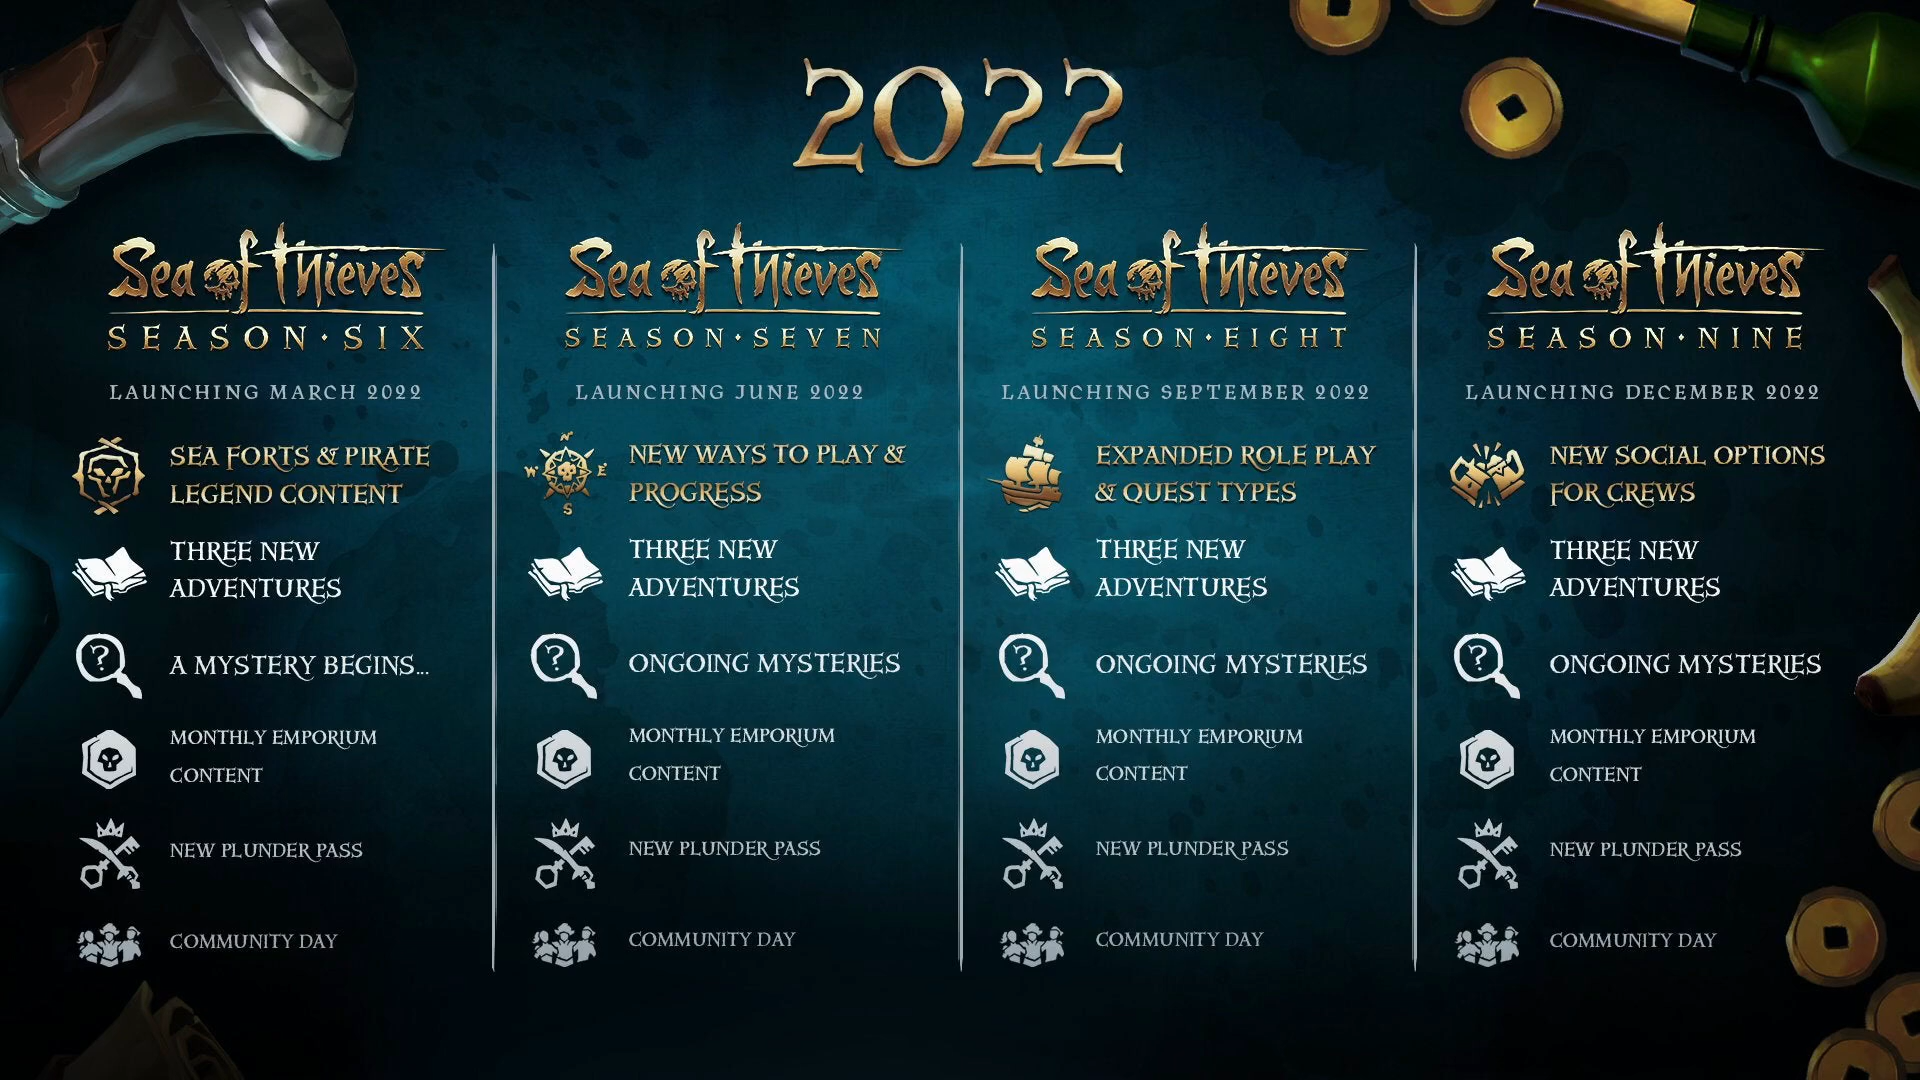 2022
Sea of Thieves
SEASON · SIX
LAUNCHING MARCH 2022
SEA FORTS & PIRATE
LEGEND CONTENT
THREE NEW
ADVENTURES
A MYSTERY BEGINS...
MONTHLY EMPORIUM
CONTENT
NEW PLUNDER PASS
COMMUNITY DAY
Sea of Thieves
SEASON · SEVEN
LAUNCHING JUNE 2022
N
W E
S
NEW WAYS TO PLAY &
PROGRESS
THREE NEW
ADVENTURES
?
ONGOING MYSTERIES
MONTHLY EMPORIUM
CONTENT
NEW PLUNDER PASS
COMMUNITY DAY
Sea of Thieves
SEASON · EIGHT
LAUNCHING SEPTEMBER 2022
EXPANDED ROLE PLAY
& QUEST TYPES
THREE NEW
ADVENTURES
?
ONGOING MYSTERIES
MONTHLY EMPORIUM
CONTENT
NEW PLUNDER PASS
COMMUNITY DAY
Sea of Thieves
SEASON · NINE
LAUNCHING DECEMBER 2022
NEW SOCIAL OPTIONS
FOR CREWS
THREE NEW
ADVENTURES
?
ONGOING MYSTERIES
MONTHLY EMPORIUM
CONTENT
NEW PLUNDER PASS
COMMUNITY DAY